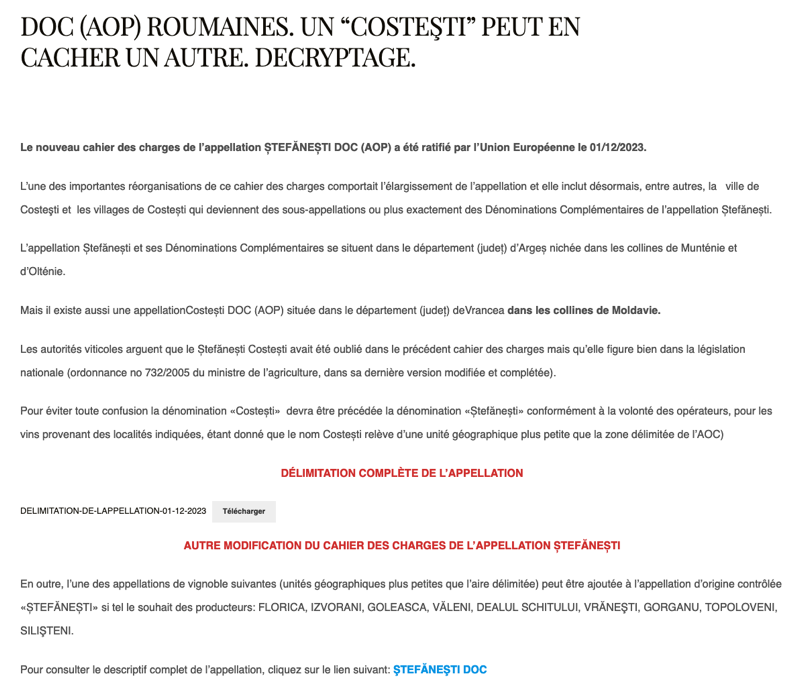 DOC (AOP) ROUMAINES. UN “COSTEŞTI” PEUT EN
CACHER UN AUTRE. DECRYPTAGE.
Le nouveau cahier des charges de l’appellation ȘTEFĂNEȘTI DOC (AOP) a été ratifié par l’Union Européenne le 01/12/2023.
L’une des importantes réorganisations de ce cahier des charges comportait l’élargissement de l’appellation et elle inclut désormais, entre autres, la ville de
Costeşti et les villages de Costești qui deviennent des sous-appellations ou plus exactement des Dénominations Complémentaires de l’appellation Ștefănești.
L’appellation Ștefănești et ses Dénominations Complémentaires se situent dans le département (județ) d’Argeș nichée dans les collines de Munténie et
d’Olténie.
Mais il existe aussi une appellationCostești DOC (AOP) située dans le département (județ) deVrancea dans les collines de Moldavie.
Les autorités viticoles arguent que le Ștefănești Costești avait été oublié dans le précédent cahier des charges mais qu’elle figure bien dans la législation
nationale (ordonnance no 732/2005 du ministre de l’agriculture, dans sa dernière version modifiée et complétée).
Pour éviter toute confusion la dénomination «Costești» devra être précédée la dénomination «Ștefănești» conformément à la volonté des opérateurs, pour les
vins provenant des localités indiquées, étant donné que le nom Costești relève d’une unité géographique plus petite que la zone délimitée de l’AOC)
DÉLIMITATION COMPLÈTE DE L’APPELLATION
DELIMITATION-DE-LAPPELLATION-01-12-2023 Télécharger
AUTRE MODIFICATION DU CAHIER DES CHARGES DE L’APPELLATION ȘTEFĂNEȘTI
En outre, l’une des appellations de vignoble suivantes (unités géographiques plus petites que l’aire délimitée) peut être ajoutée à l’appellation d’origine contrôlée
«ȘTEFĂNEȘTI» si tel le souhait des producteurs: FLORICA, IZVORANI, GOLEASCA, VĂLENI, DEALUL SCHITULUI, VRĂNEŞTI, GORGANU, TOPOLOVENI,
SILIŞTENI.
Pour consulter le descriptif complet de l’appellation, cliquez sur le lien suivant: ŞTEFĂNEŞTI DOC